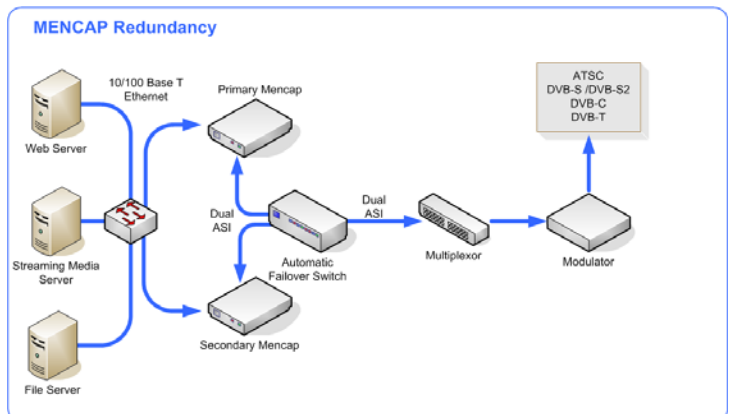 MENCAP Redundancy
10/100 Base T
Ethernet
Primary Mencap
ATSC
DVB-S /DVB-S2
DVB-C
DVB-T
Web Server
Dual
ASI
Dual
ASI
Streaming Media
Server
Automatic
Failover Switch
Multiplexor
Modulator
Secondary Mencap
File Server